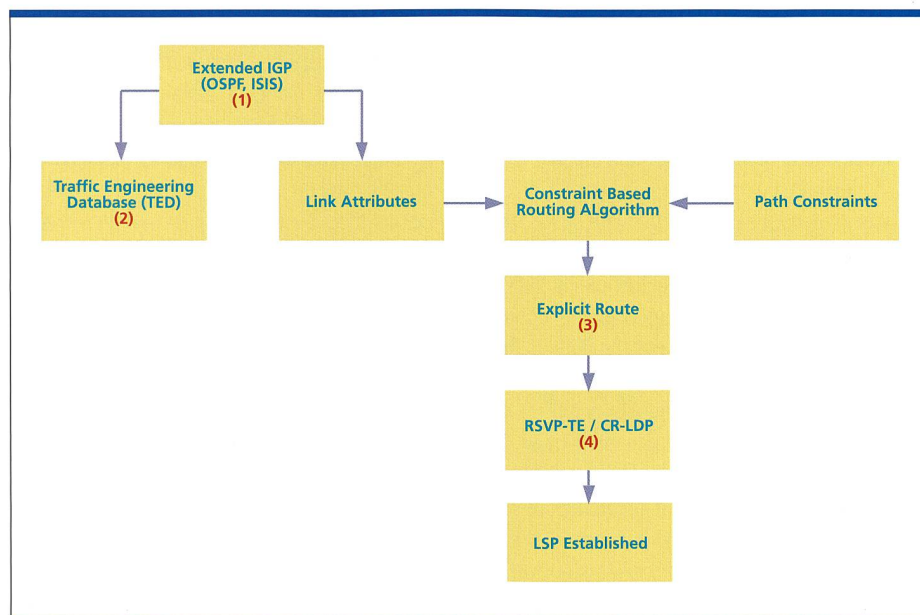 Extended IGP
(OSPF, ISIS)
(1)
Traffic Engineering
Database (TED)
(2)
Link Attributes
Constraint Based
Routing ALgorithm
Path Constraints
Explicit Route
(3)
RSVP-TE / CR-LDP
(4)
LSP Established